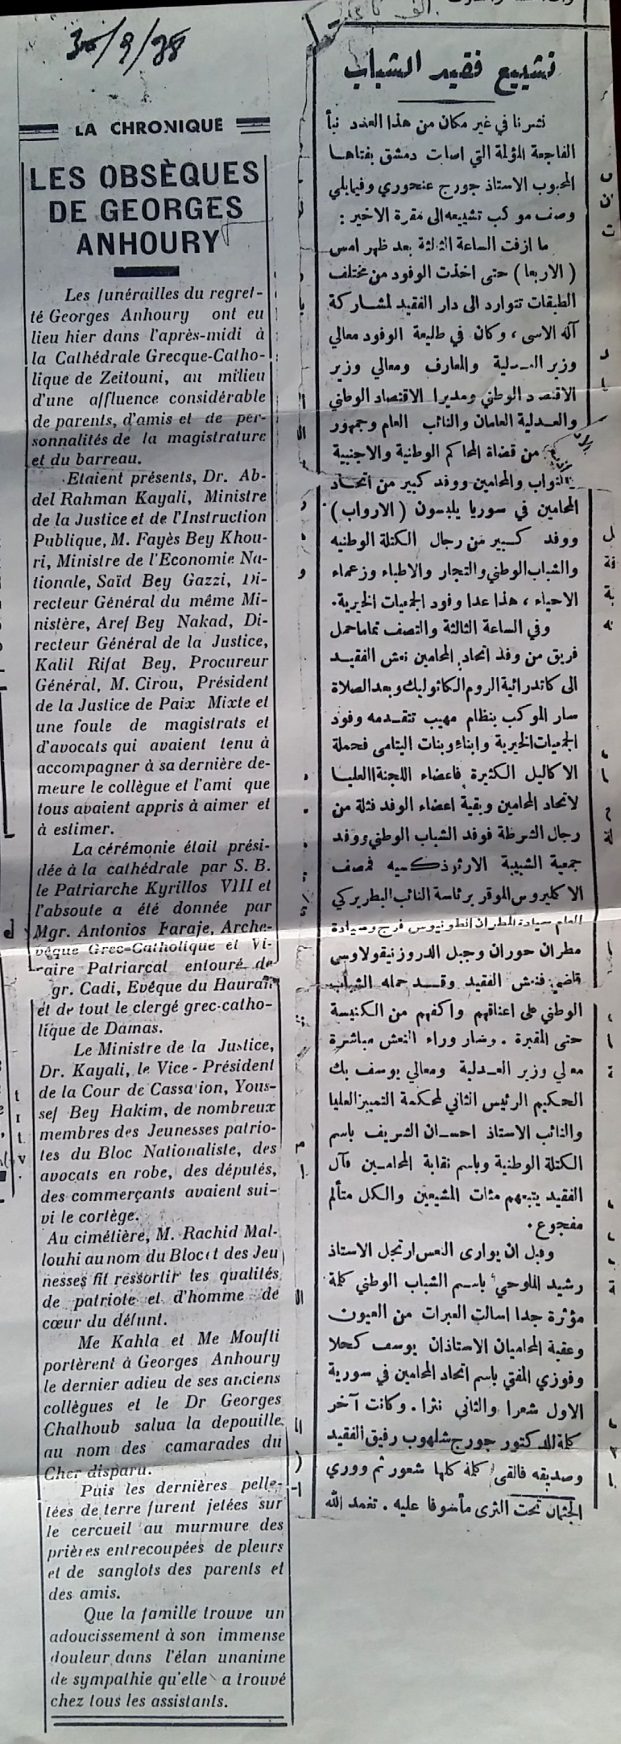 30/9/38
LA CHRONIQUE
LES OBSÈQUES
DE GEORGES
ANHOURY
Les funérailles du regret-
té Georges Anhoury ont eu
lieu hier dans l'après-midi à
la Cathédrale Grecque-Catho-
lique de Zeitouni, au milieu
d'une affluence considérable
de parents, d'amis et de per-
sonnalités de la magistrature
et du barreau.
Etaient présents, Dr. Ab-
del Rahman Kayali, Ministre
de la Justice et de l'Instruction
Publique, M. Fayès Bey Khou-
ri, Ministre de l'Economie Na-
tionale, Saïd Bey Gazzi, Di-
recteur Général du même Mi-
nistère, Aref Bey Nakad, Di-
recteur Général de la Justice,
Kalil Rifat Bey, Procureur
Général, M. Cirou, Président
de la Justice de Paix Mixte et
une foule de magistrats et
d'avocats qui avaient tenu à
accompagner à sa dernière de-
meure le collègue et l'ami que
tous avaient appris à aimer et
à estimer.
La cérémonie était prési-
dée à la cathédrale par S. B.
le Patriarche Kyrillos VIII et
l'absoute a été donnée par
Mgr. Antonios Faraje, Arche-
vêque Grec-Catholique et Vi-
caire Patriarcal entouré de
gr. Cadi, Evêque du Hauran
et de tout le clergé grec-catho-
lique de Damas.
Le Ministre de la Justice,
Dr. Kayali, le Vice-Président
de la Cour de Cassation, Yous-
sef Bey Hakim, de nombreux
membres des Jeunesses patrio-
tes du Bloc Nationaliste, des
avocats en robe, des députés,
des commerçants avaient sui-
vi le cortège.
Au cimétière, M. Rachid Mal-
louhi au nom du Bloc et des Jeu
nesses fit ressortir les qualités
de patriote et d'homme de
cœur du défunt.
Me Kahla et Me Moufti
portèrent à Georges Anhoury
le dernier adieu de ses anciens
collègues et le Dr Georges
Chalhoub salua la depouille
au nom des camarades du
Cher disparu.
Puis les dernières pelle-
tées de terre furent jetées sur
le cercueil au murmure des
prières entrecoupées de pleurs
et de sanglots des parents et
des amis.
Que la famille trouve un
adoucissement à son immense
douleur dans l'élan unanime
de sympathie qu'elle a trouvé
chez tous les assistants.
تشييع فقيد الشباب
نشرنا في غير مكان من هذا العدد نبأ
الفاجعة المؤلمة التي اصابت دمشق بفتاها
المحبوب الاستاذ جورج عنحوري وفيما يلي
وصف موكب تشييعه الى مقره الاخير :
ما ازفت الساعة الثالثة بعد ظهر امس
( الاربعا ) حتى اخذت الوفود من مختلف
الطبقات تتوارد الى دار الفقيد لمشاركة
آله الاسى ، وكان في طليعة الوفود معالي
وزير العدلية والمعارف ومعالي وزير
الاقتصاد الوطني ومديرا الاقتصاد الوطني
والعدلية العامان والنائب العام وجمهور
من قضاة المحاكم الوطنية والاجنبية
والنواب والمحامين ووفد كبير من اتحاد
المحامين في سوريا يلبسون ( الارواب )
ووفد كبير من رجال الكتلة الوطنية
والشباب الوطني والتجار والاطباء وزعماء
الاحياء ، هذا عدا وفود الجمعيات الخيرية.
وفي الساعة الثالثة والنصف تماما حمل
فريق من وفد اتحاد المحامين نعش الفقيد
الى كاتدرائية الروم الكاثوليك وبعد الصلاة
سار الموكب بنظام مهيب تتقدمه وفود
الجمعيات الخيرية وابناء وبنات اليتامى فحملة
الاكاليل الكثيرة فاعضاء اللجنة العليا
لاتحاد المحامين وبقية اعضاء الوفد فثلة من
رجال الشرطة فوفد الشباب الوطني ووفد
جمعية الشبيبة الارثوذكسيه فصف
الاكليروس الموقر برئاسة النائب البطريركي
العام سيادة المطران انطونيوس فرج وسيادة
مطران حوران وجبل الدروز نيقولاوس
قاضي فنعش الفقيد وقد حمله الشباب
الوطني على اعناقهم واكفهم من الكنيسة
حتى المقبرة . وسار وراء النعش مباشرة
معالي وزير العدلية ومعالي يوسف بك
الحكيم الرئيس الثاني لمحكمة التمييز العليا
والنائب الاستاذ احسان الشريف باسم
الكتلة الوطنية وباسم نقابة المحامين فآل
الفقيد يتبعهم مئات المشيعين والكل متألم
مفجوع .
وقبل ان يوارى النعس ارتجل الاستاذ
رشيد الملوحي باسم الشباب الوطني كلمة
مؤثرة جدا اسالت العبرات من العيون
وعقبة المحاميان الاستاذان يوسف كحلا
وفوزي المفتي باسم اتحاد المحامين في سورية
الاول شعرا والثاني نثرا . وكانت آخر
كلمة للدكتور جورج شلهوب رفيق الفقيد
وصديقه فالقى كلمة كلها شعور ثم ووري
الجثمان تحت الثرى مأسوفا عليه . تغمد الله